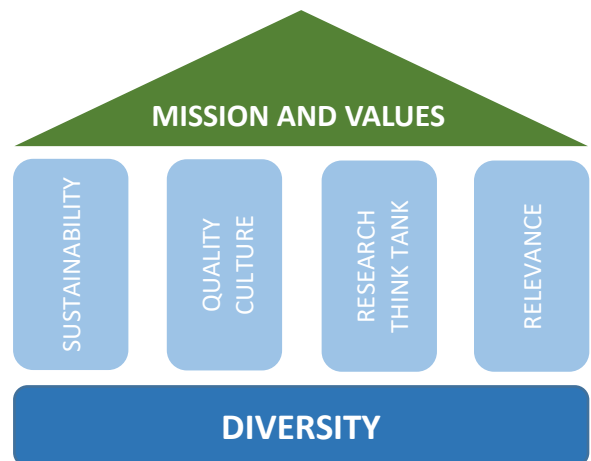 MISSION AND VALUES
SUSTAINABILITY
QUALITY
CULTURE
RESEARCH
THINK TANK
RELEVANCE
DIVERSITY